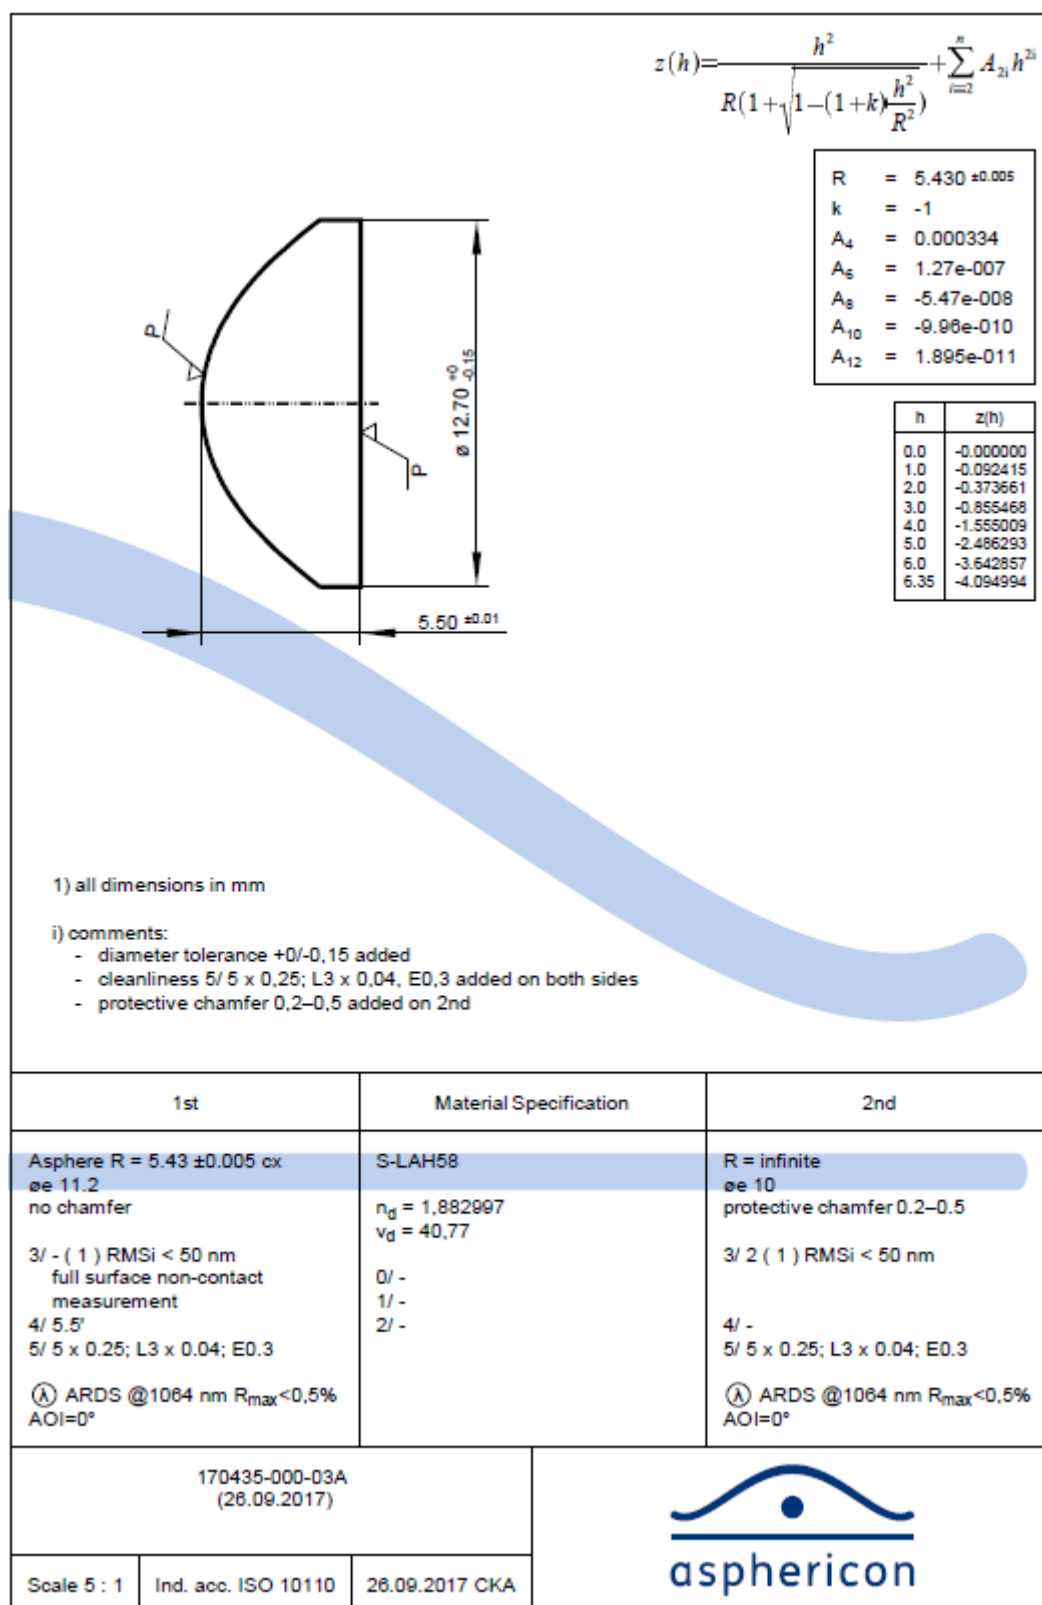 z(h)=h²/(R(1+√(1−(1+k)h²/R²)))+∑ⁿᵢ₌₂ A₂ᵢh²ⁱ
R = 5.430 ±0.005
k = -1
A₄ = 0.000334
A₆ = 1.27e-007
A₈ = -5.47e-008
A₁₀ = -9.96e-010
A₁₂ = 1.895e-011
h z(h)
0.0 -0.000000
1.0 -0.092415
2.0 -0.373661
3.0 -0.855468
4.0 -1.555009
5.0 -2.486293
6.0 -3.642857
6.35 -4.094994
P
P
ø 12.70 +0 -0.15
5.50 ±0.01
1) all dimensions in mm
i) comments:
- diameter tolerance +0/-0,15 added
- cleanliness 5/ 5 x 0,25; L3 x 0,04, E0,3 added on both sides
- protective chamfer 0,2–0,5 added on 2nd
1st
Asphere R = 5.43 ±0.005 cx
øe 11.2
no chamfer
3/ - ( 1 ) RMSi < 50 nm
full surface non-contact
measurement
4/ 5.5'
5/ 5 x 0.25; L3 x 0.04; E0.3
λ ARDS @1064 nm Rmax<0,5%
AOI=0°
Material Specification
S-LAH58
nd = 1,882997
vd = 40,77
0/ -
1/ -
2/ -
2nd
R = infinite
øe 10
protective chamfer 0.2–0.5
3/ 2 ( 1 ) RMSi < 50 nm
4/ -
5/ 5 x 0.25; L3 x 0.04; E0.3
λ ARDS @1064 nm Rmax<0,5%
AOI=0°
170435-000-03A
(26.09.2017)
Scale 5 : 1
Ind. acc. ISO 10110
26.09.2017 CKA
asphericon